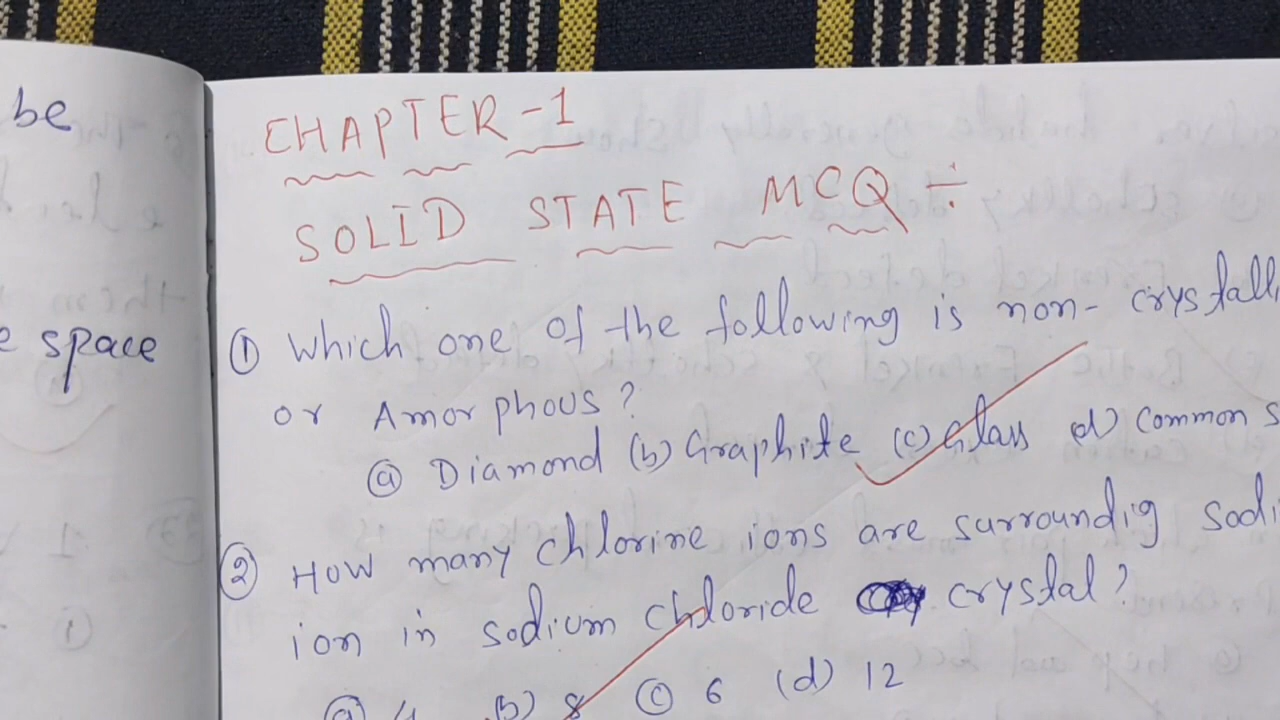 be
e space
CHAPTER-1
SOLID STATE MCQ ÷
① Which one of the following is non- crystall
or Amorphous?
ⓐ Diamond (b) Graphite (c) Glass d) Common s
② How many chlorine ions are surroundig sodi
ion in sodium chloride crystal?
ⓐ 4 (b) 8 ⓒ 6 (d) 12